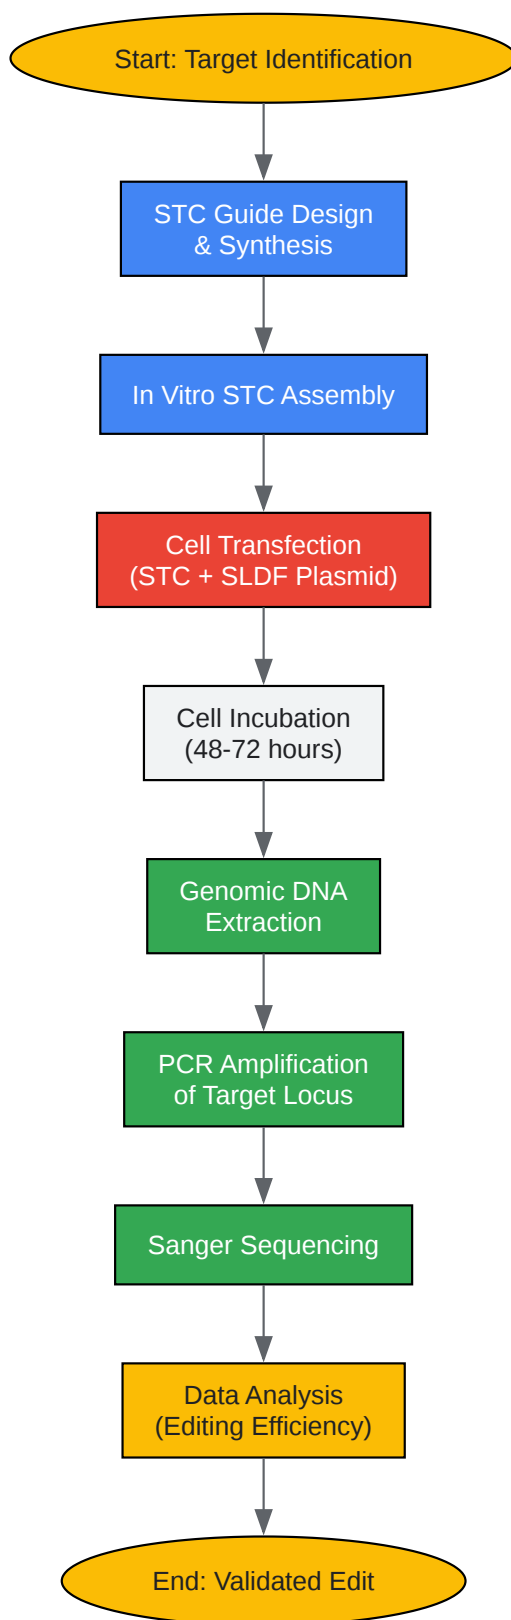 Start: Target Identification
STC Guide Design
& Synthesis
In Vitro STC Assembly
Cell Transfection
(STC + SLDF Plasmid)
Cell Incubation
(48-72 hours)
Genomic DNA
Extraction
PCR Amplification
of Target Locus
Sanger Sequencing
Data Analysis
(Editing Efficiency)
End: Validated Edit